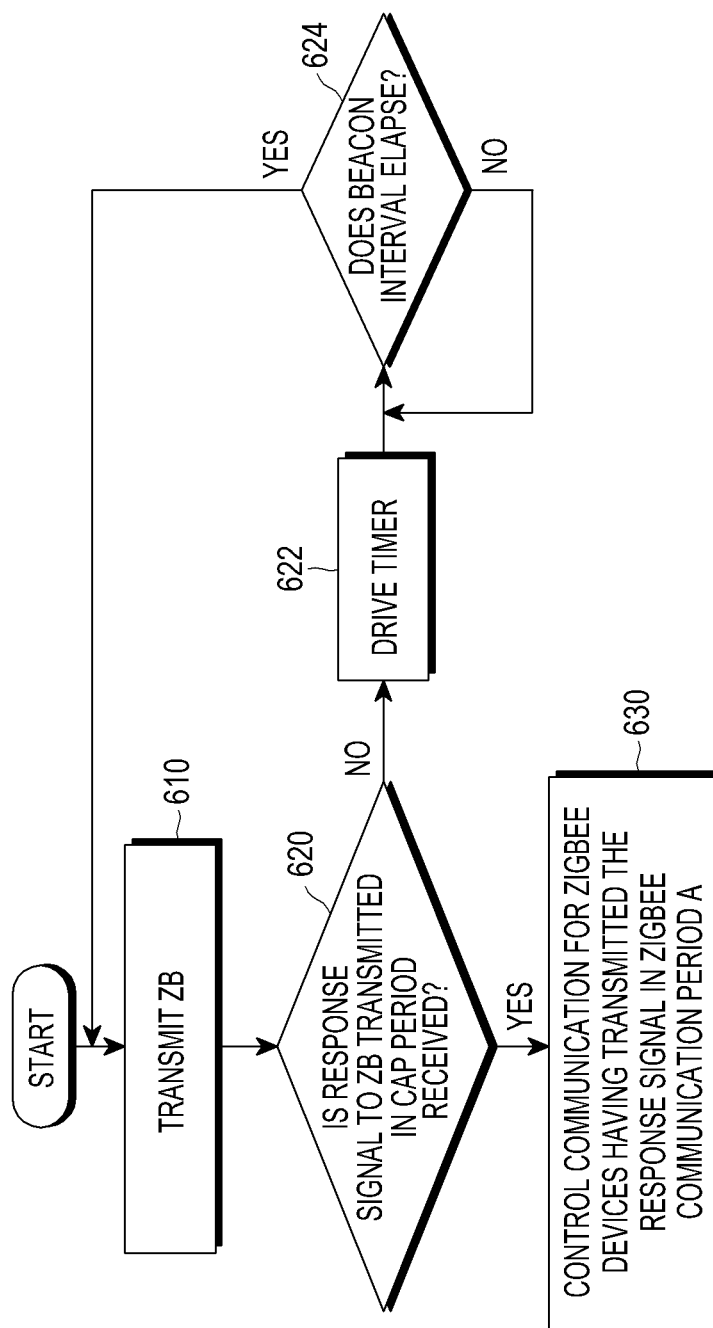 START
TRANSMIT ZB
610
IS RESPONSE
SIGNAL TO ZB TRANSMITTED
IN CAP PERIOD
RECEIVED?
620
NO
YES
DRIVE TIMER
622
DOES BEACON
INTERVAL ELAPSE?
624
YES
NO
CONTROL COMMUNICATION FOR ZIGBEE
DEVICES HAVING TRANSMITTED THE
RESPONSE SIGNAL IN ZIGBEE
COMMUNICATION PERIOD A
630